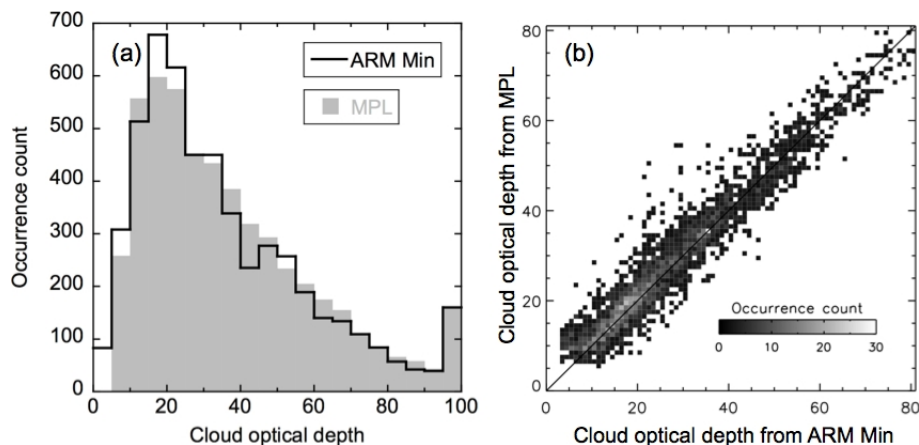 (a)
ARM Min
MPL
Occurrence count
700
600
500
400
300
200
100
0
0 20 40 60 80 100
Cloud optical depth
(b)
Cloud optical depth from MPL
80
60
40
20
0
Occurrence count
0 10 20 30
0 20 40 60 80
Cloud optical depth from ARM Min